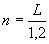 n = L / 1,2